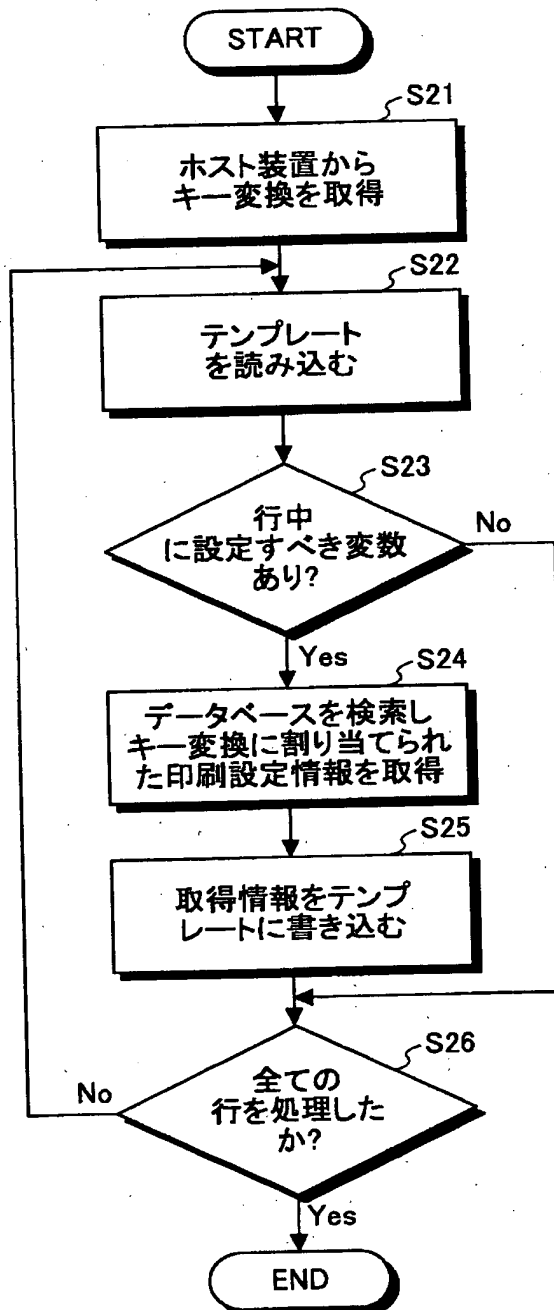 START
S21
ホスト装置から
キー変換を取得
S22
テンプレート
を読み込む
S23
行中
に設定すべき変数
あり?
No
Yes
S24
データベースを検索し
キー変換に割り当てられ
た印刷設定情報を取得
S25
取得情報をテンプ
レートに書き込む
S26
全ての
行を処理した
か?
No
Yes
END